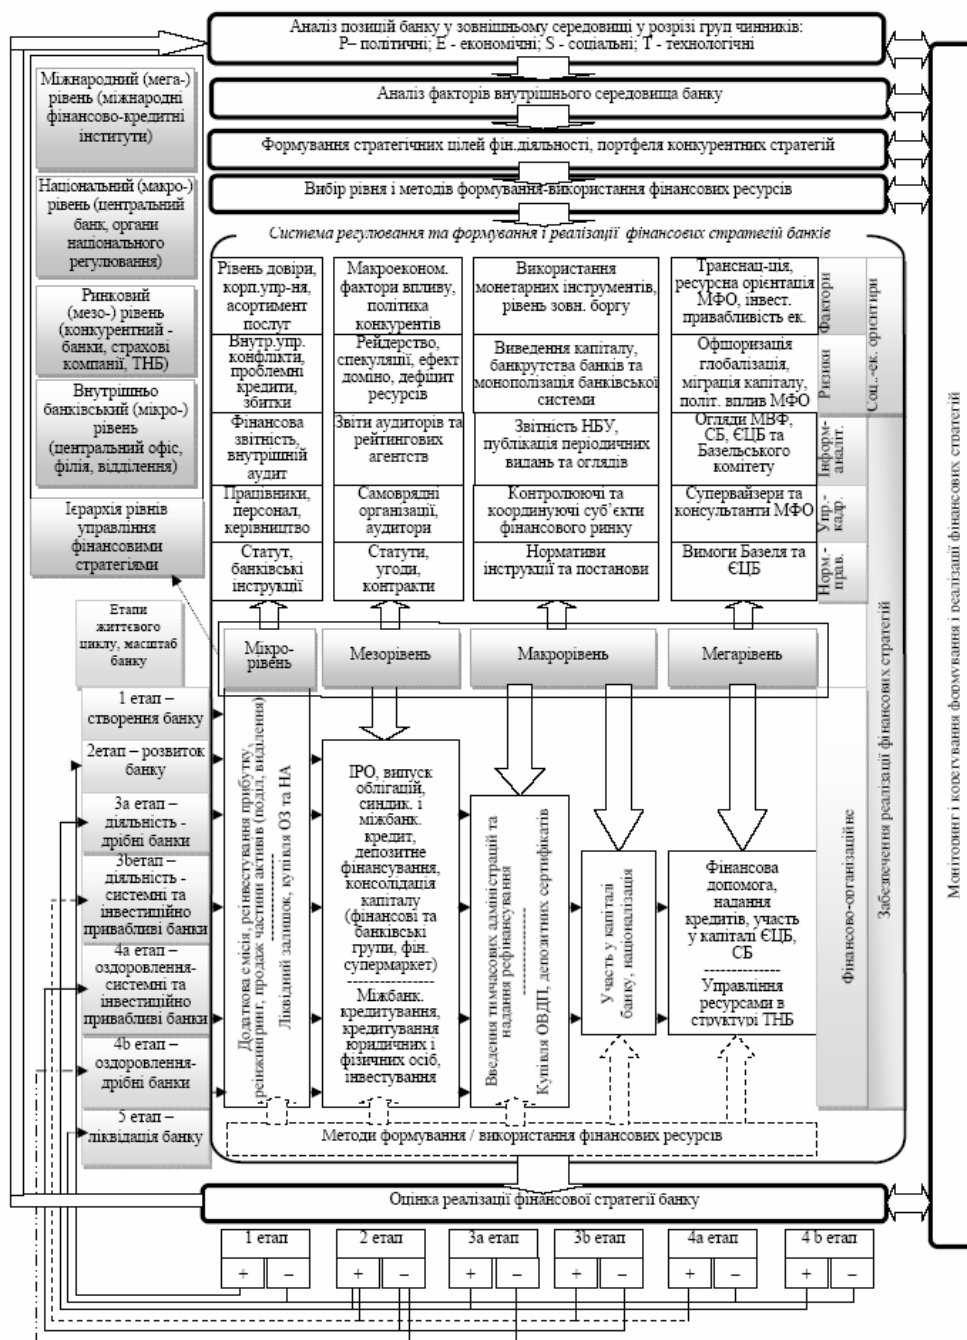 Аналіз позицій банку у зовнішньому середовищі у розрізі груп чинників:
Р– політичні; Е - економічні; S - соціальні; Т - технологічні
Аналіз факторів внутрішнього середовища банку
Формування стратегічних цілей фін.діяльності, портфеля конкурентних стратегій
Вибір рівня і методів формування-використання фінансових ресурсів
Міжнародний (мега-)
рівень (міжнародні
фінансово-кредитні
інститути)
Національний (макро-)
рівень (центральний
банк, органи
національного
регулювання)
Ринковий
(мезо-) рівень
(конкурентний -
банки, страхові
компанії, ТНБ)
Внутрішньо
банківський (мікро-)
рівень
(центральний офіс,
філія, відділення)
Ієрархія рівнів
управління
фінансовими
стратегіями
Система регулювання та формування і реалізації фінансових стратегій банків
Рівень довіри,
корп.упр-ня,
асортимент
послуг
Макроеконом.
фактори впливу,
політика
конкурентів
Використання
монетарних інструментів,
рівень зовн. боргу
Транснац-ція,
ресурсна орієнтація
МФО, інвест.
привабливість ек.
Фактори
Внутр.упр.
конфлікти,
проблемні
кредити,
збитки
Рейдерство,
спекуляції, ефект
доміно, дефіцит
ресурсів
Виведення капіталу,
банкрутства банків та
монополізація банківської
системи
Офшоризація
глобалізація,
міграція капіталу,
політ. вплив МФО
Ризики
Соц.-ек. орієнтири
Фінансова
звітність,
внутрішній
аудит
Звіти аудиторів та
рейтингових
агентств
Звітність НБУ,
публікація періодичних
видань та оглядів
Огляди МВФ,
СБ, ЄЦБ та
Базельського
комітету
Інформ-
аналіт.
Працівники,
персонал,
керівництво
Самоврядні
організації,
аудитори
Контролюючі та
координуючі суб’єкти
фінансового ринку
Супервайзери та
консультанти МФО
Упр.-
кадр.
Статут,
банківські
інструкції
Статути,
угоди,
контракти
Нормативи
інструкції та постанови
Вимоги Базеля та
ЄЦБ
Норм.-
прав.
Мікро-
рівень
Мезорівень
Макрорівень
Мегарівень
Етапи
життєвого
циклу, масштаб
банку
1 етап –
створення банку
2етап – розвиток
банку
3а етап –
діяльність -
дрібні банки
3bетап –
діяльність -
системні та
інвестиційно
привабливі банки
4а етап –
оздоровлення-
системні та
інвестиційно
привабливі банки
4b етап –
оздоровлення-
дрібні банки
5 етап –
ліквідація банку
Додаткова емісія, реінвестування прибутку,
реінжиніринг, продаж частини активів (поділ, виділення)
Ліквідний залишок, купівля ОЗ та НА
ІРО, випуск
облігацій,
синдик. і
міжбанк.
кредит,
депозитне
фінансування,
консолідація
капіталу
(фінансові та
банківські
групи, фін.
супермаркет)
Міжбанк.
кредитування,
кредитування
юридичних і
фізичних осіб,
інвестування
Введення тимчасових адміністрацій та
надання рефінансування
Купівля ОВДП, депозитних сертифікатів
Участь у капіталі
банку, націоналізація
Фінансова
допомога,
надання
кредитів, участь
у капіталі ЄЦБ,
СБ
Управління
ресурсами в
структурі ТНБ
Фінансово-організаційне
Забезпечення реалізації фінансових стратегій
Моніторинг і корегування формування і реалізації фінансових стратегій
Методи формування / використання фінансових ресурсів
Оцінка реалізації фінансової стратегії банку
1 етап
2 етап
3а етап
3b етап
4а етап
4 b етап
+ – + – + – + – + – + –